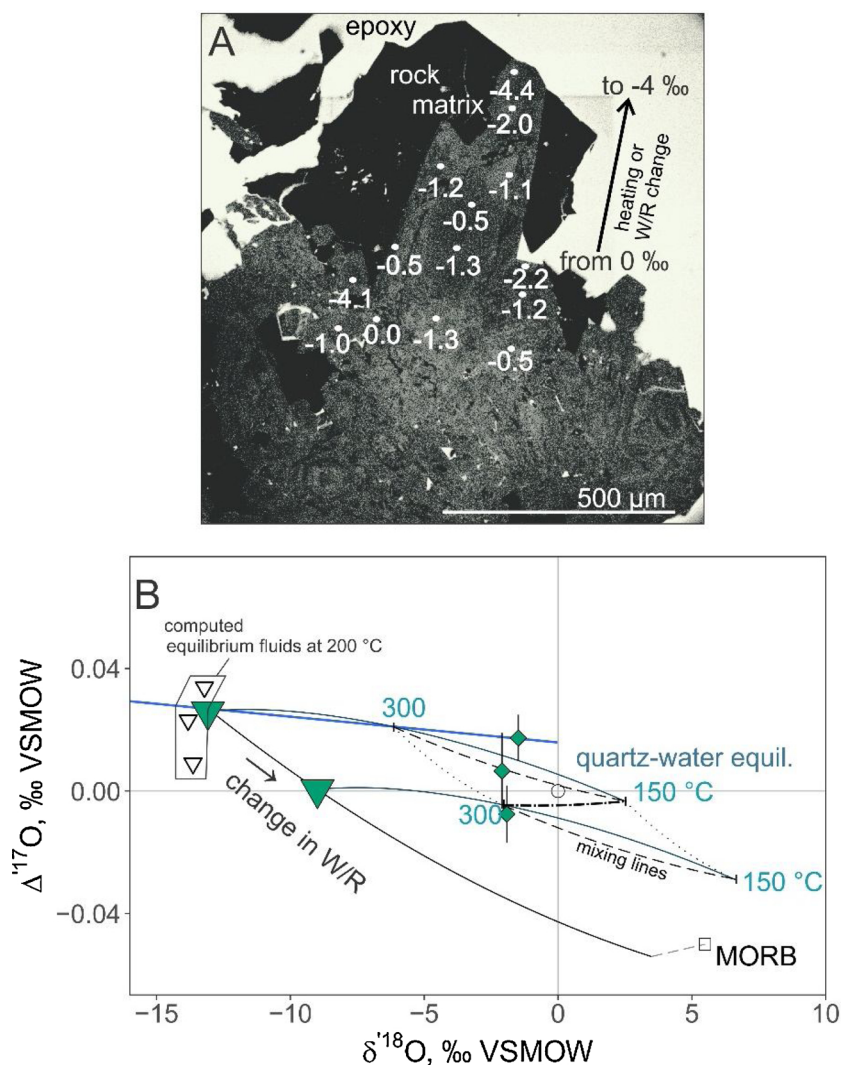 A
epoxy
rock
matrix
-4.4
-2.0
to -4 ‰
heating or
W/R change
from 0 ‰
-1.2
-1.1
-0.5
-0.5
-1.3
-2.2
-4.1
-1.2
-1.0
0.0
-1.3
-0.5
500 µm
B
computed
equilibrium fluids at 200 °C
0.04
0.00
−0.04
Δ'17O, ‰ VSMOW
300
quartz-water equil.
150 °C
300
change in W/R
mixing lines
150 °C
MORB
−15
−10
−5
0
5
10
δ'18O, ‰ VSMOW